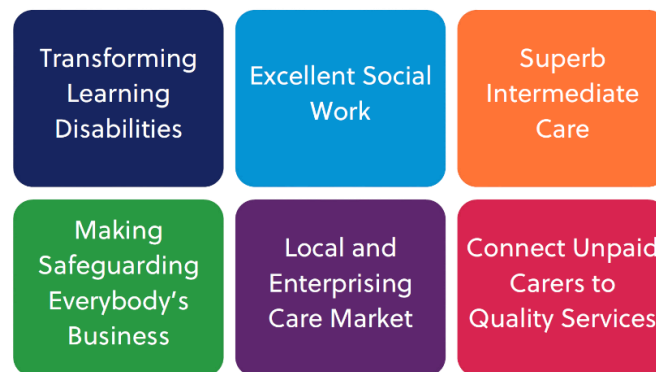 Transforming
Learning
Disabilities
Excellent Social
Work
Superb
Intermediate
Care
Making
Safeguarding
Everybody's
Business
Local and
Enterprising
Care Market
Connect Unpaid
Carers to
Quality Services